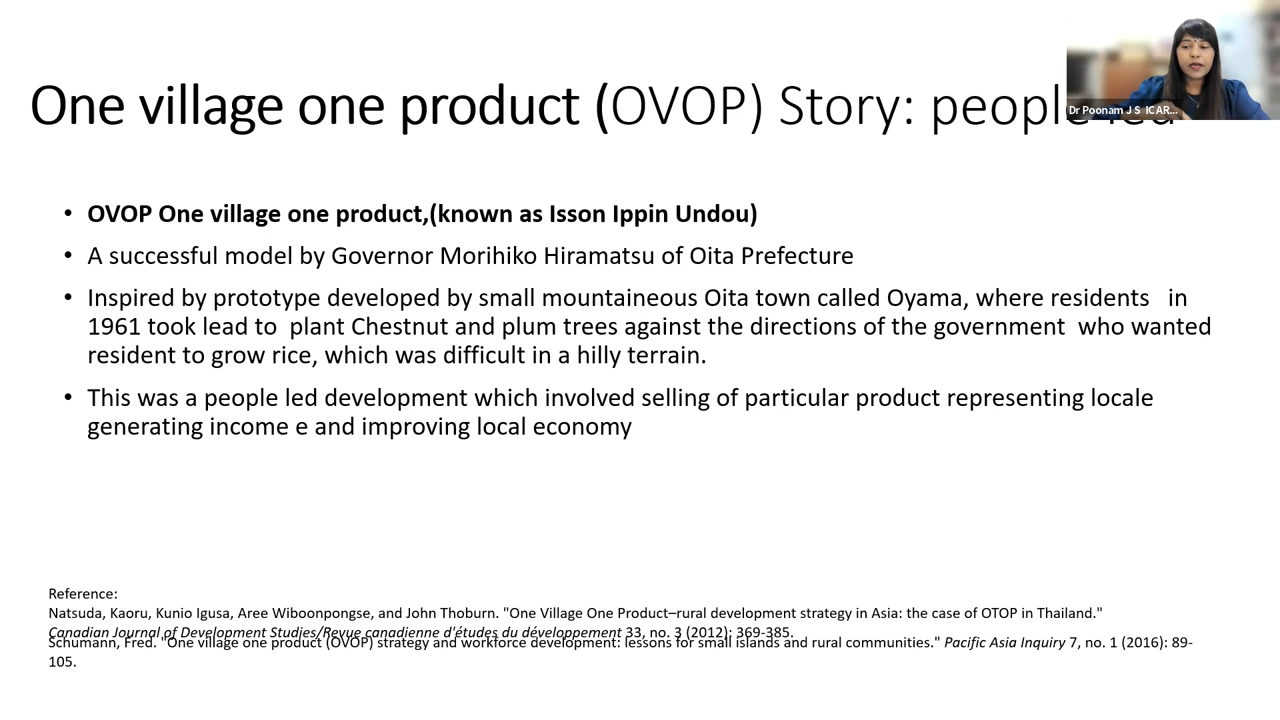 One village one product (OVOP) Story: people led
Dr Poonam J S ICAR...
• OVOP One village one product,(known as Isson Ippin Undou)
• A successful model by Governor Morihiko Hiramatsu of Oita Prefecture
• Inspired by prototype developed by small mountaineous Oita town called Oyama, where residents in
1961 took lead to plant Chestnut and plum trees against the directions of the government who wanted
resident to grow rice, which was difficult in a hilly terrain.
• This was a people led development which involved selling of particular product representing locale
generating income e and improving local economy
Reference:
Natsuda, Kaoru, Kunio Igusa, Aree Wiboonpongse, and John Thoburn. "One Village One Product–rural development strategy in Asia: the case of OTOP in Thailand."
Canadian Journal of Development Studies/Revue canadienne d'études du développement 33, no. 3 (2012): 369-385.
Schumann, Fred. "One village one product (OVOP) strategy and workforce development: lessons for small islands and rural communities." Pacific Asia Inquiry 7, no. 1 (2016): 89-
105.